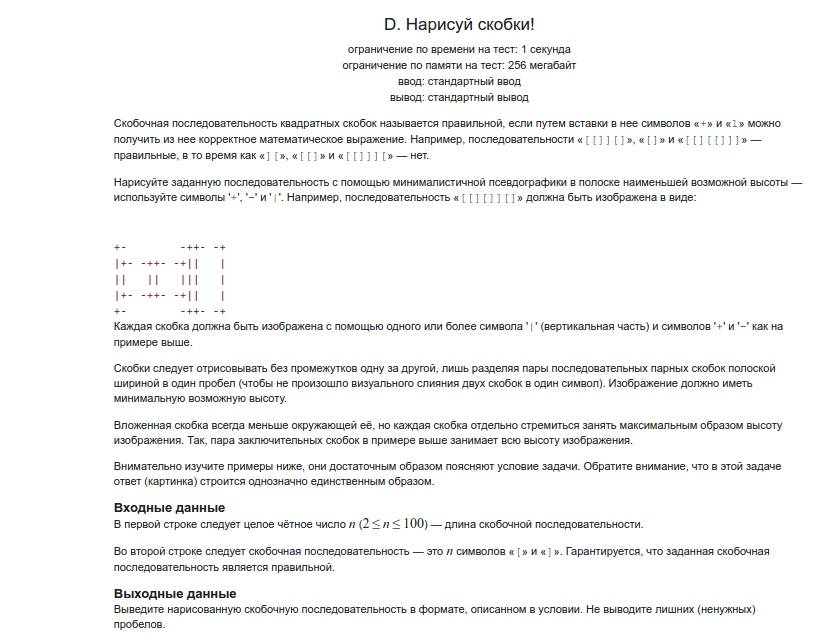 D. Нарисуй скобки!
ограничение по времени на тест: 1 секунда
ограничение по памяти на тест: 256 мегабайт
ввод: стандартный ввод
вывод: стандартный вывод
Скобочная последовательность квадратных скобок называется правильной, если путем вставки в нее символов «+» и «1» можно
получить из нее корректное математическое выражение. Например, последовательности «[[]][]», «[]» и «[[][[]]]» —
правильные, в то время как «][», «[[]» и «[[]]][» — нет.
Нарисуйте заданную последовательность с помощью минималистичной псевдографики в полоске наименьшей возможной высоты —
используйте символы '+', '-' и '|'. Например, последовательность «[[][]][]» должна быть изображена в виде:
+-        -++- -+
|+- -++- -+||   |
||   ||   |||   |
|+- -++- -+||   |
+-        -++- -+
Каждая скобка должна быть изображена с помощью одного или более символа '|' (вертикальная часть) и символов '+' и '-' как на
примере выше.
Скобки следует отрисовывать без промежутков одну за другой, лишь разделяя пары последовательных парных скобок полоской
шириной в один пробел (чтобы не произошло визуального слияния двух скобок в один символ). Изображение должно иметь
минимальную возможную высоту.
Вложенная скобка всегда меньше окружающей её, но каждая скобка отдельно стремиться занять максимальным образом высоту
изображения. Так, пара заключительных скобок в примере выше занимает всю высоту изображения.
Внимательно изучите примеры ниже, они достаточным образом поясняют условие задачи. Обратите внимание, что в этой задаче
ответ (картинка) строится однозначно единственным образом.
Входные данные
В первой строке следует целое чётное число n (2 ≤ n ≤ 100) — длина скобочной последовательности.
Во второй строке следует скобочная последовательность — это n символов «[» и «]». Гарантируется, что заданная скобочная
последовательность является правильной.
Выходные данные
Выведите нарисованную скобочную последовательность в формате, описанном в условии. Не выводите лишних (ненужных)
пробелов.